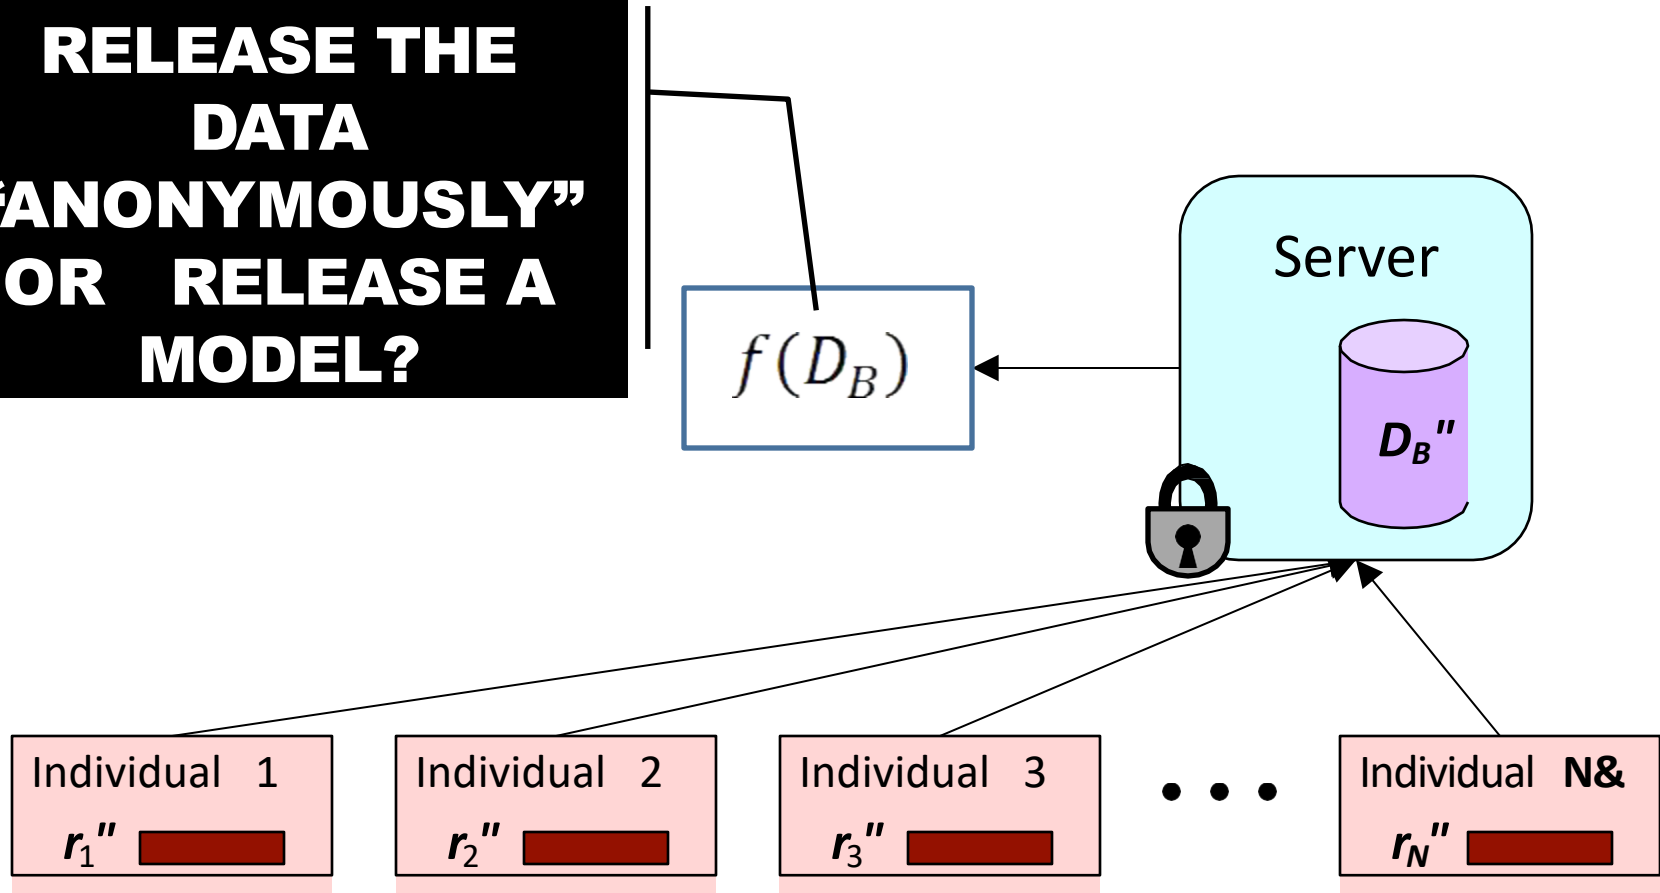 RELEASE THE
DATA
“ANONYMOUSLY”
OR RELEASE A
MODEL?
Server
f(D_B)
D_B"
Individual 1
r_1"
Individual 2
r_2"
Individual 3
r_3"
• • •
Individual N&
r_N"